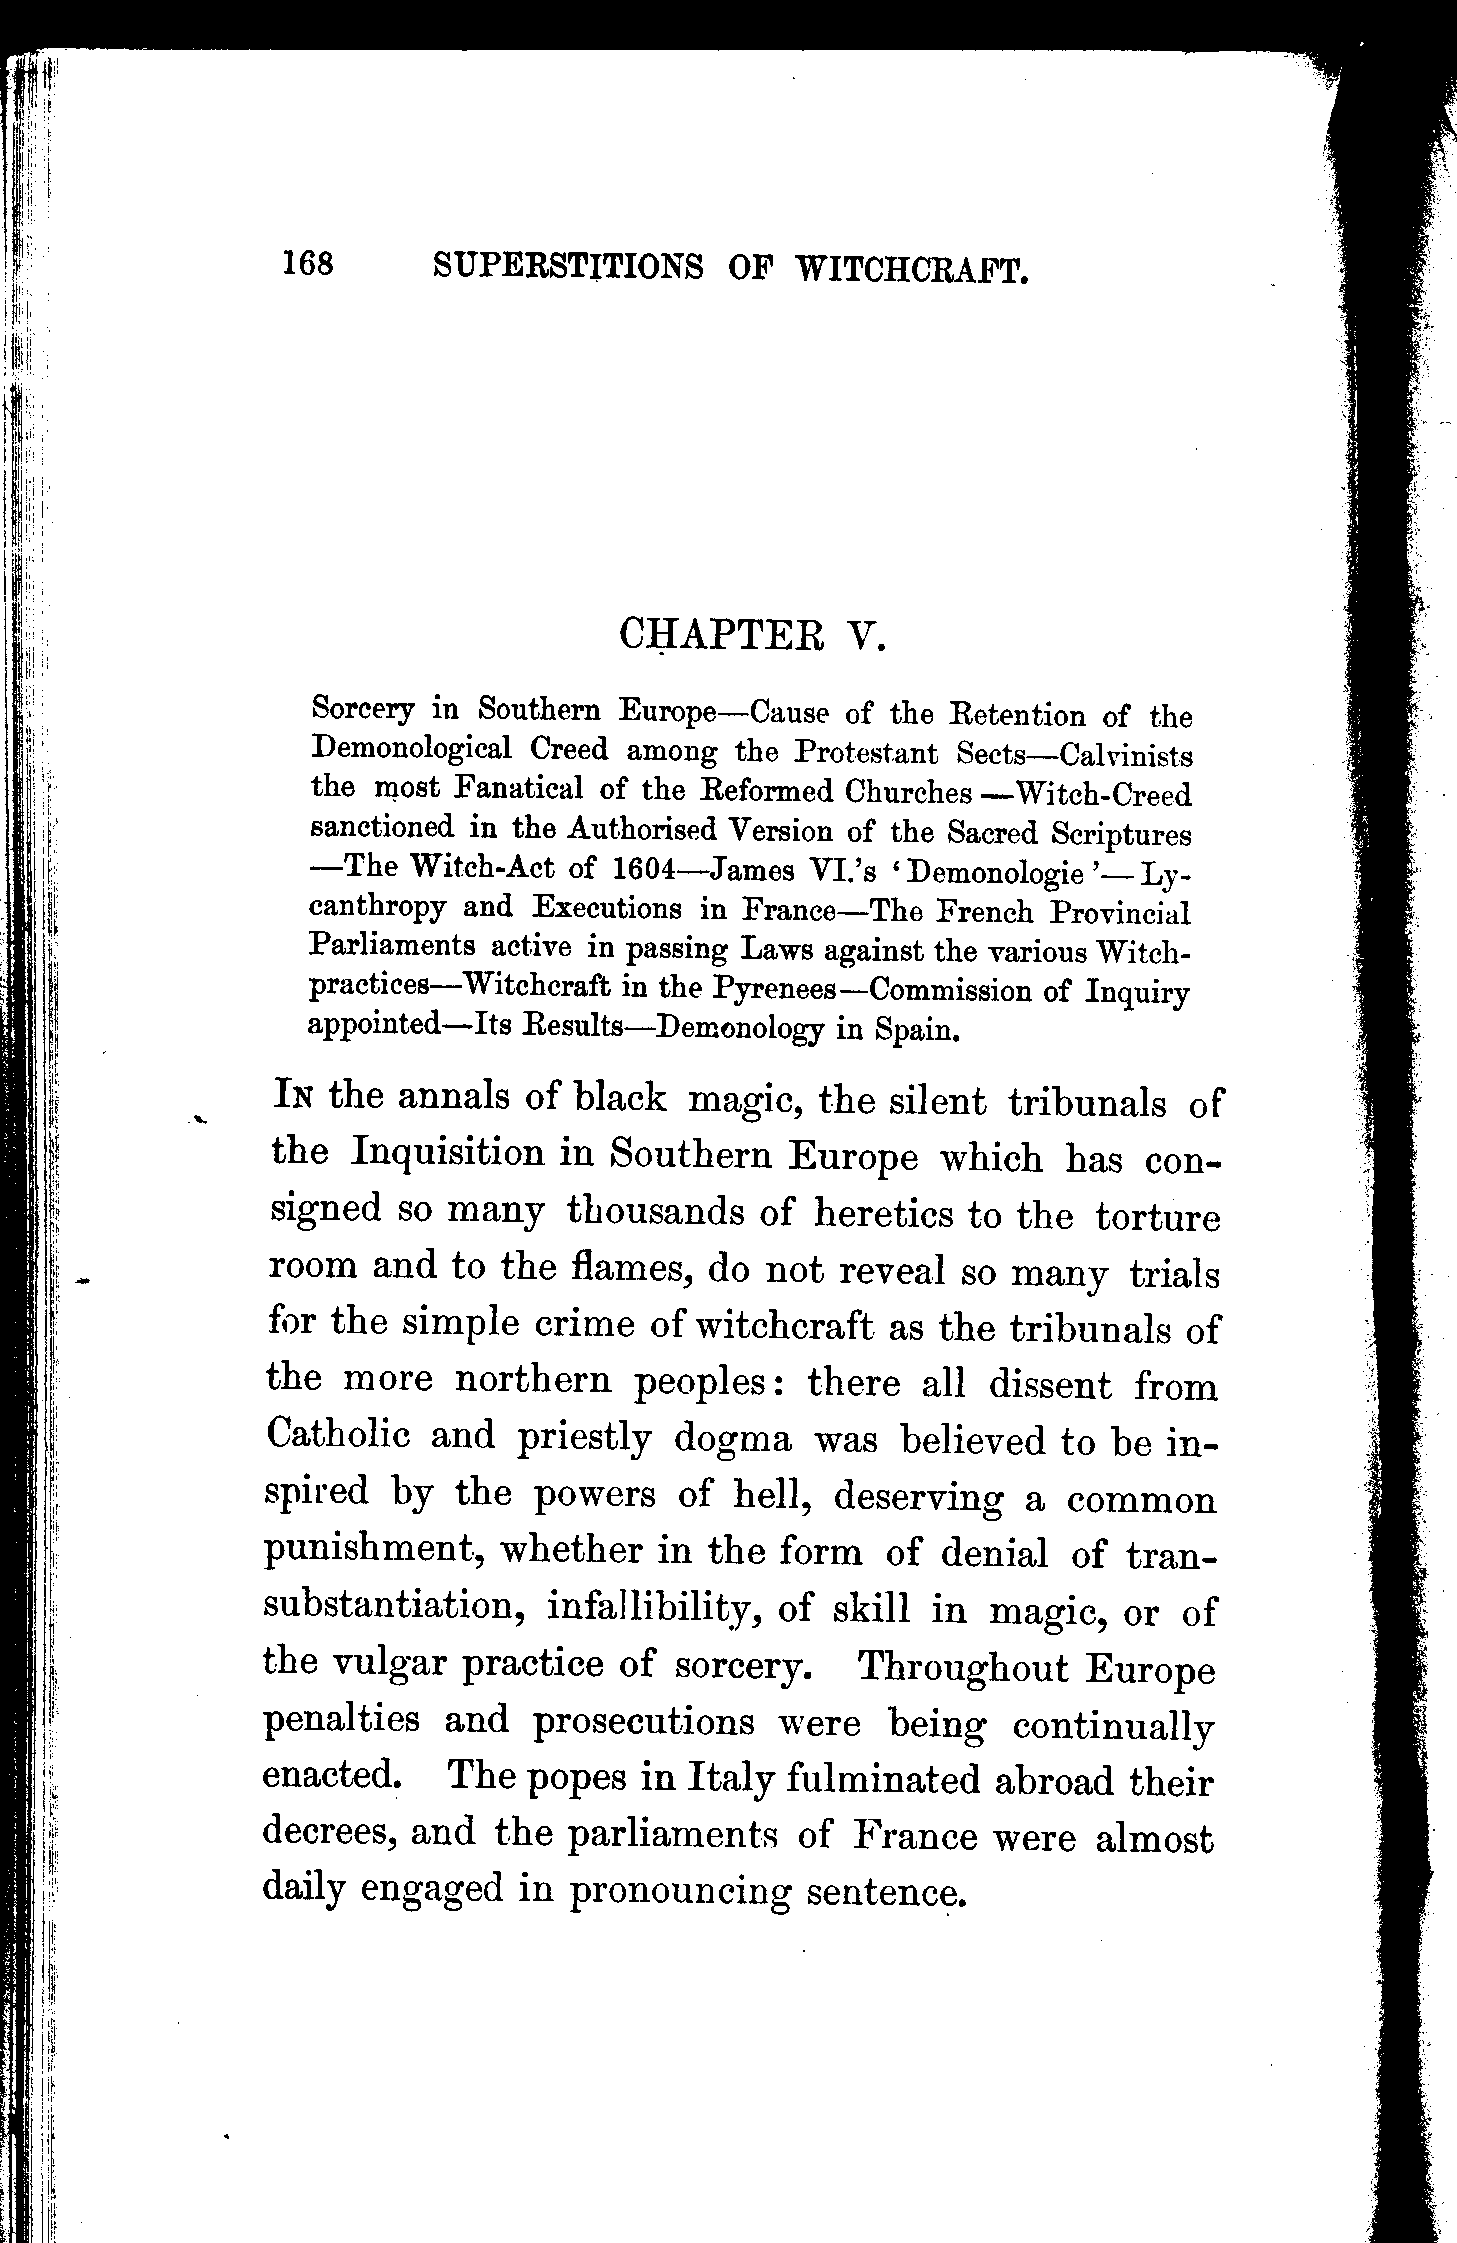 168 SUPERSTITIONS OF WITCHCRAFT.
CHAPTER V.
Sorcery in Southern Europe—Cause of the Retention of the
Demonological Creed among the Protestant Sects—Calvinists
the most Fanatical of the Reformed Churches—Witch-Creed
sanctioned in the Authorised Version of the Sacred Scriptures
—The Witch-Act of 1604—James VI.'s 'Demonologie'—Ly-
canthropy and Executions in France—The French Provincial
Parliaments active in passing Laws against the various Witch-
practices—Witchcraft in the Pyrenees—Commission of Inquiry
appointed—Its Results—Demonology in Spain.
IN the annals of black magic, the silent tribunals of
the Inquisition in Southern Europe which has con-
signed so many thousands of heretics to the torture
room and to the flames, do not reveal so many trials
for the simple crime of witchcraft as the tribunals of
the more northern peoples: there all dissent from
Catholic and priestly dogma was believed to be in-
spired by the powers of hell, deserving a common
punishment, whether in the form of denial of tran-
substantiation, infallibility, of skill in magic, or of
the vulgar practice of sorcery. Throughout Europe
penalties and prosecutions were being continually
enacted. The popes in Italy fulminated abroad their
decrees, and the parliaments of France were almost
daily engaged in pronouncing sentence.